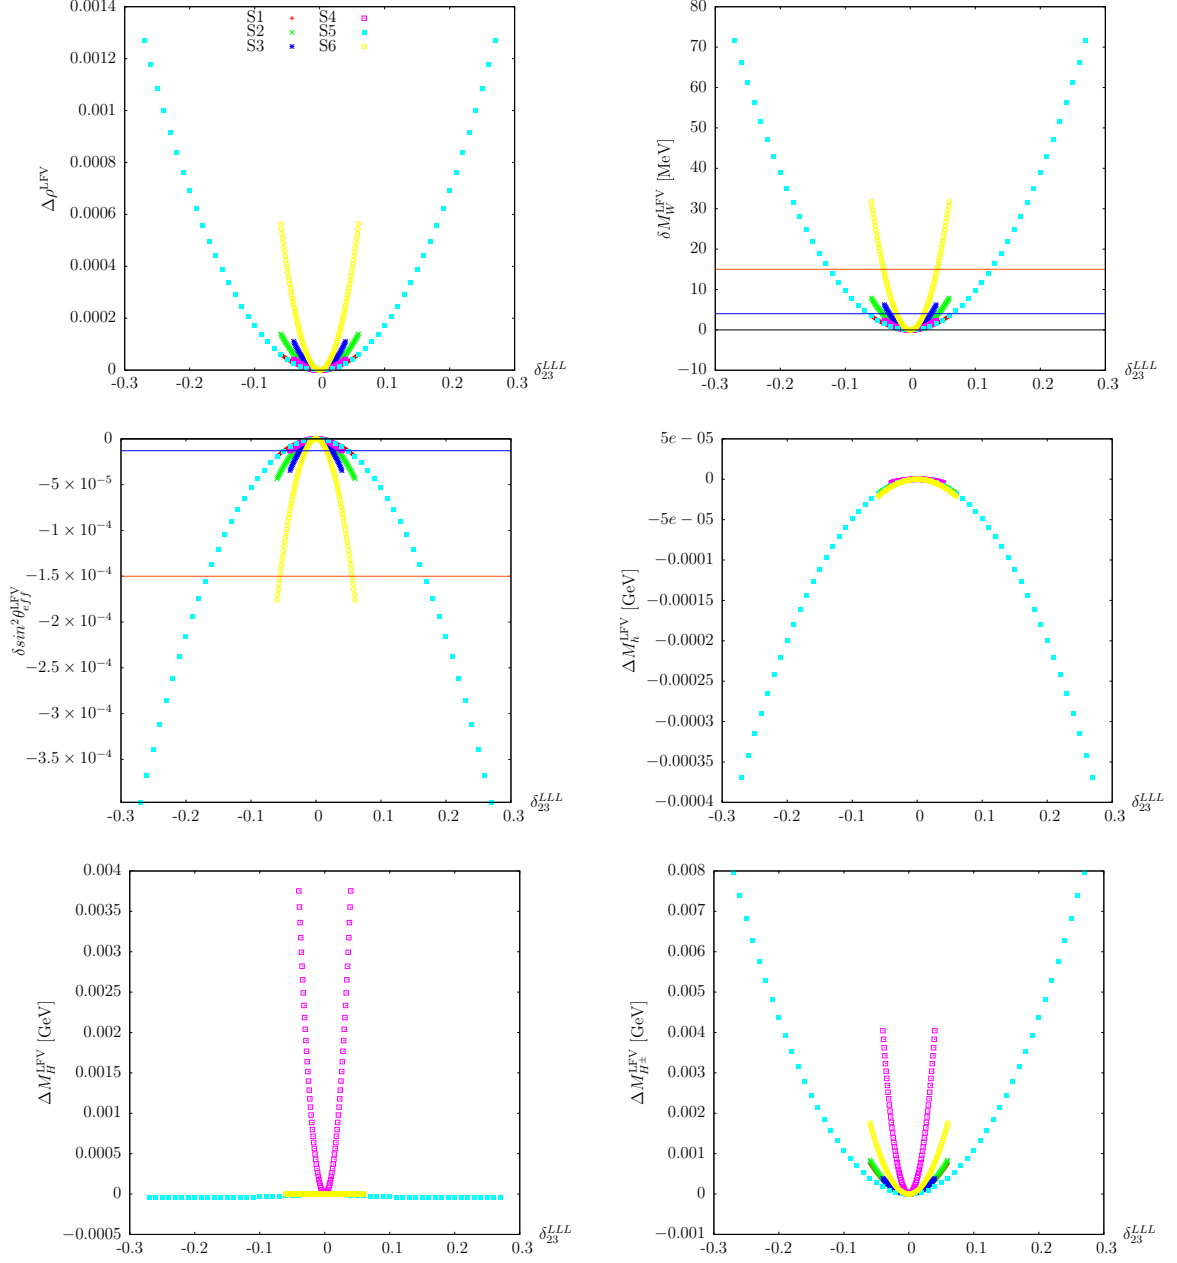 S1 S4
S2 S5
S3 S6
0.0014
0.0012
0.001
0.0008
0.0006
0.0004
0.0002
0
Δρ^LFV
-0.3 -0.2 -0.1 0 0.1 0.2 0.3 δ_23^LLL
80
70
60
50
40
30
20
10
0
−10
δM_W^LFV [MeV]
-0.3 -0.2 -0.1 0 0.1 0.2 0.3 δ_23^LLL
0
−5 × 10^−5
−1 × 10^−4
−1.5 × 10^−4
−2 × 10^−4
−2.5 × 10^−4
−3 × 10^−4
−3.5 × 10^−4
δsin²θ_eff^LFV
-0.3 -0.2 -0.1 0 0.1 0.2 0.3 δ_23^LLL
5e − 05
0
−5e − 05
−0.0001
−0.00015
−0.0002
−0.00025
−0.0003
−0.00035
−0.0004
ΔM_h^LFV [GeV]
-0.3 -0.2 -0.1 0 0.1 0.2 0.3 δ_23^LLL
0.004
0.0035
0.003
0.0025
0.002
0.0015
0.001
0.0005
0
−0.0005
ΔM_H^LFV [GeV]
-0.3 -0.2 -0.1 0 0.1 0.2 0.3 δ_23^LLL
0.008
0.007
0.006
0.005
0.004
0.003
0.002
0.001
0
−0.001
ΔM_H±^LFV [GeV]
-0.3 -0.2 -0.1 0 0.1 0.2 0.3 δ_23^LLL